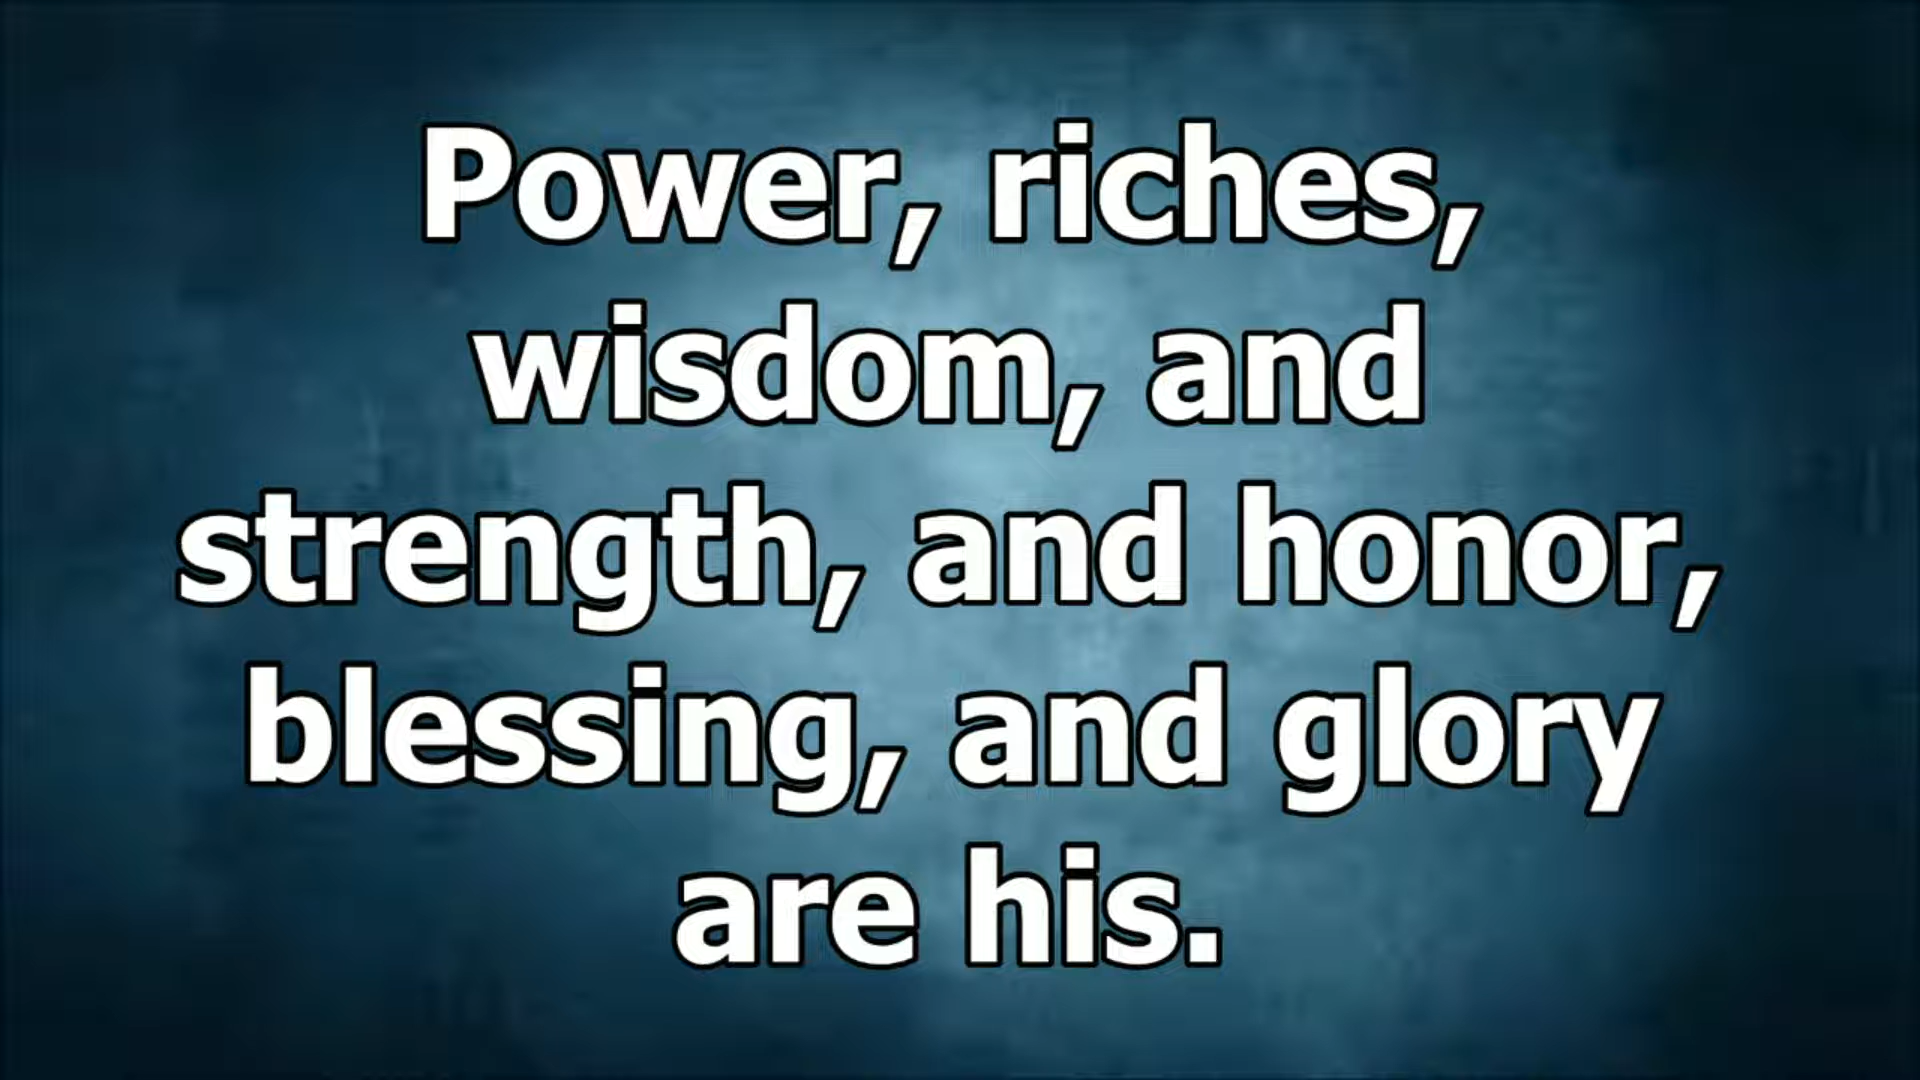 Power, riches,
wisdom, and
strength, and honor,
blessing, and glory
are his.